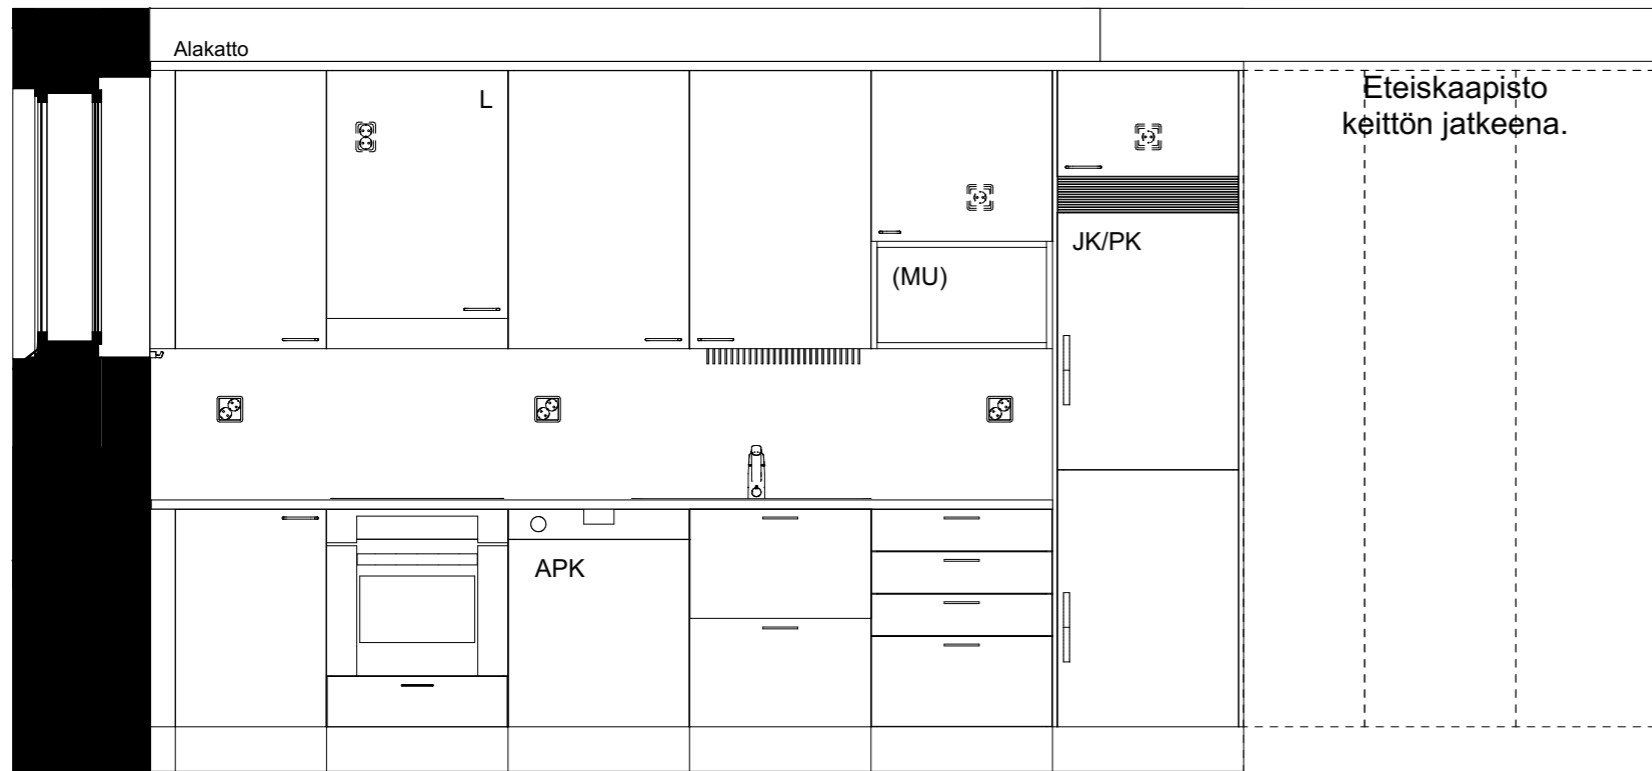 Alakatto
L
Eteiskaapisto
keittön jatkeena.
JK/PK
(MU)
APK